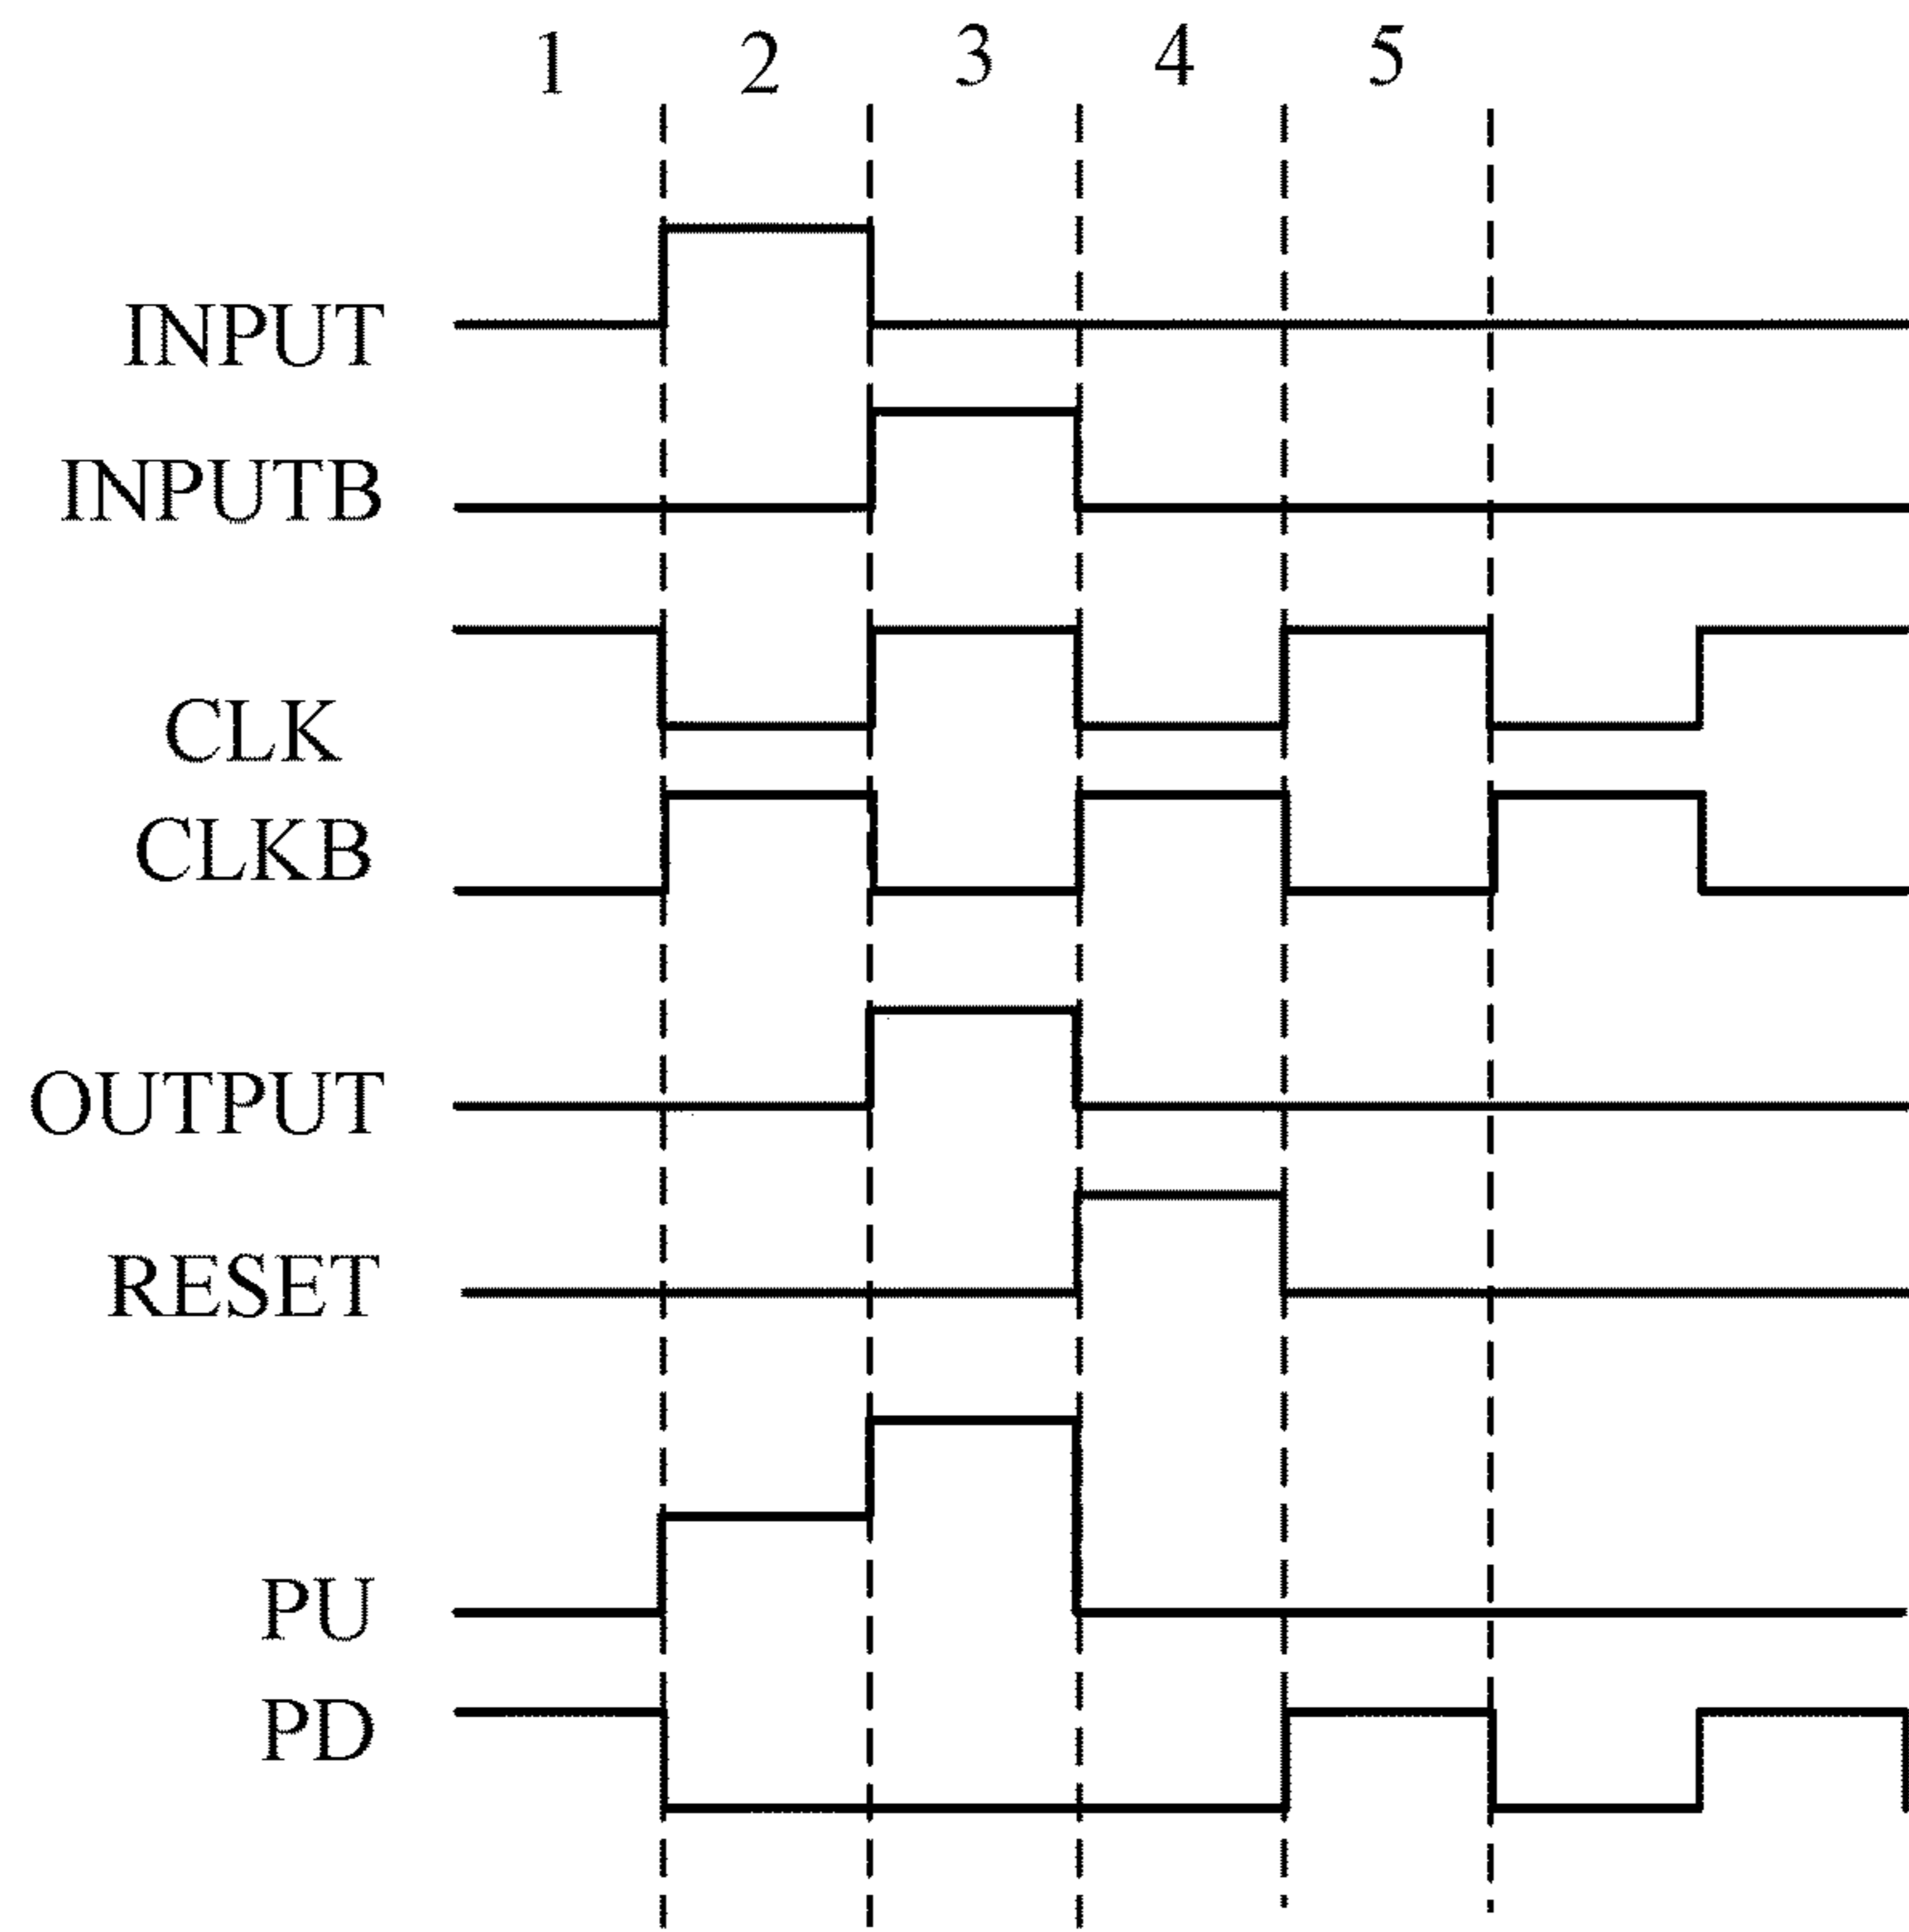 1 2 3 4 5
INPUT
INPUTB
CLK
CLKB
OUTPUT
RESET
PU
PD